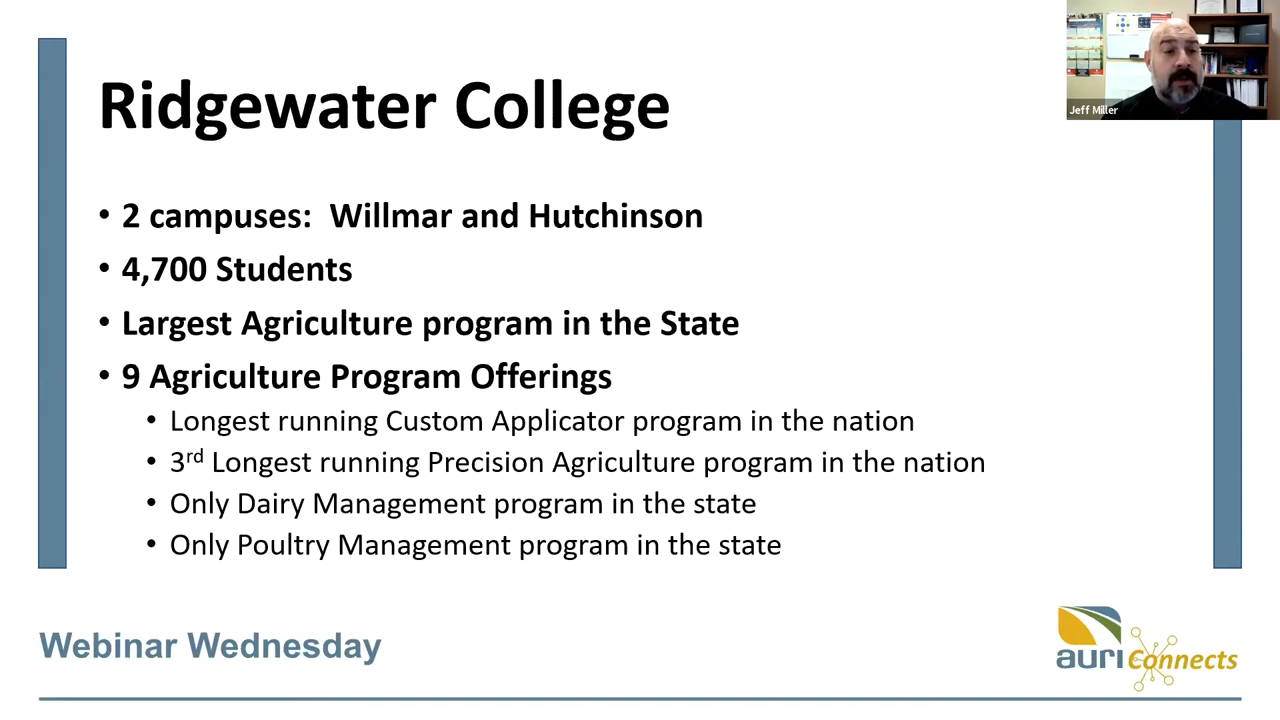 Ridgewater College
Jeff Miller
• 2 campuses: Willmar and Hutchinson
• 4,700 Students
• Largest Agriculture program in the State
• 9 Agriculture Program Offerings
• Longest running Custom Applicator program in the nation
• 3rd Longest running Precision Agriculture program in the nation
• Only Dairy Management program in the state
• Only Poultry Management program in the state
Webinar Wednesday
auri Connects